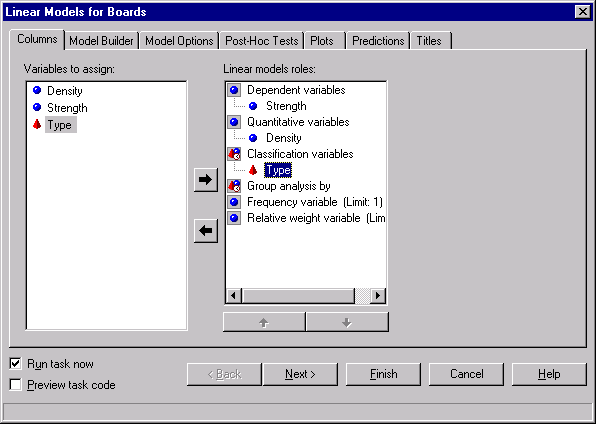 Linear Models for Boards
Columns Model Builder Model Options Post-Hoc Tests Plots Predictions Titles
Variables to assign:
Density
Strength
Type
Linear models roles:
Dependent variables
Strength
Quantitative variables
Density
Classification variables
Type
Group analysis by
Frequency variable (Limit: 1)
Relative weight variable (Lim
Run task now
Preview task code
< Back Next > Finish Cancel Help